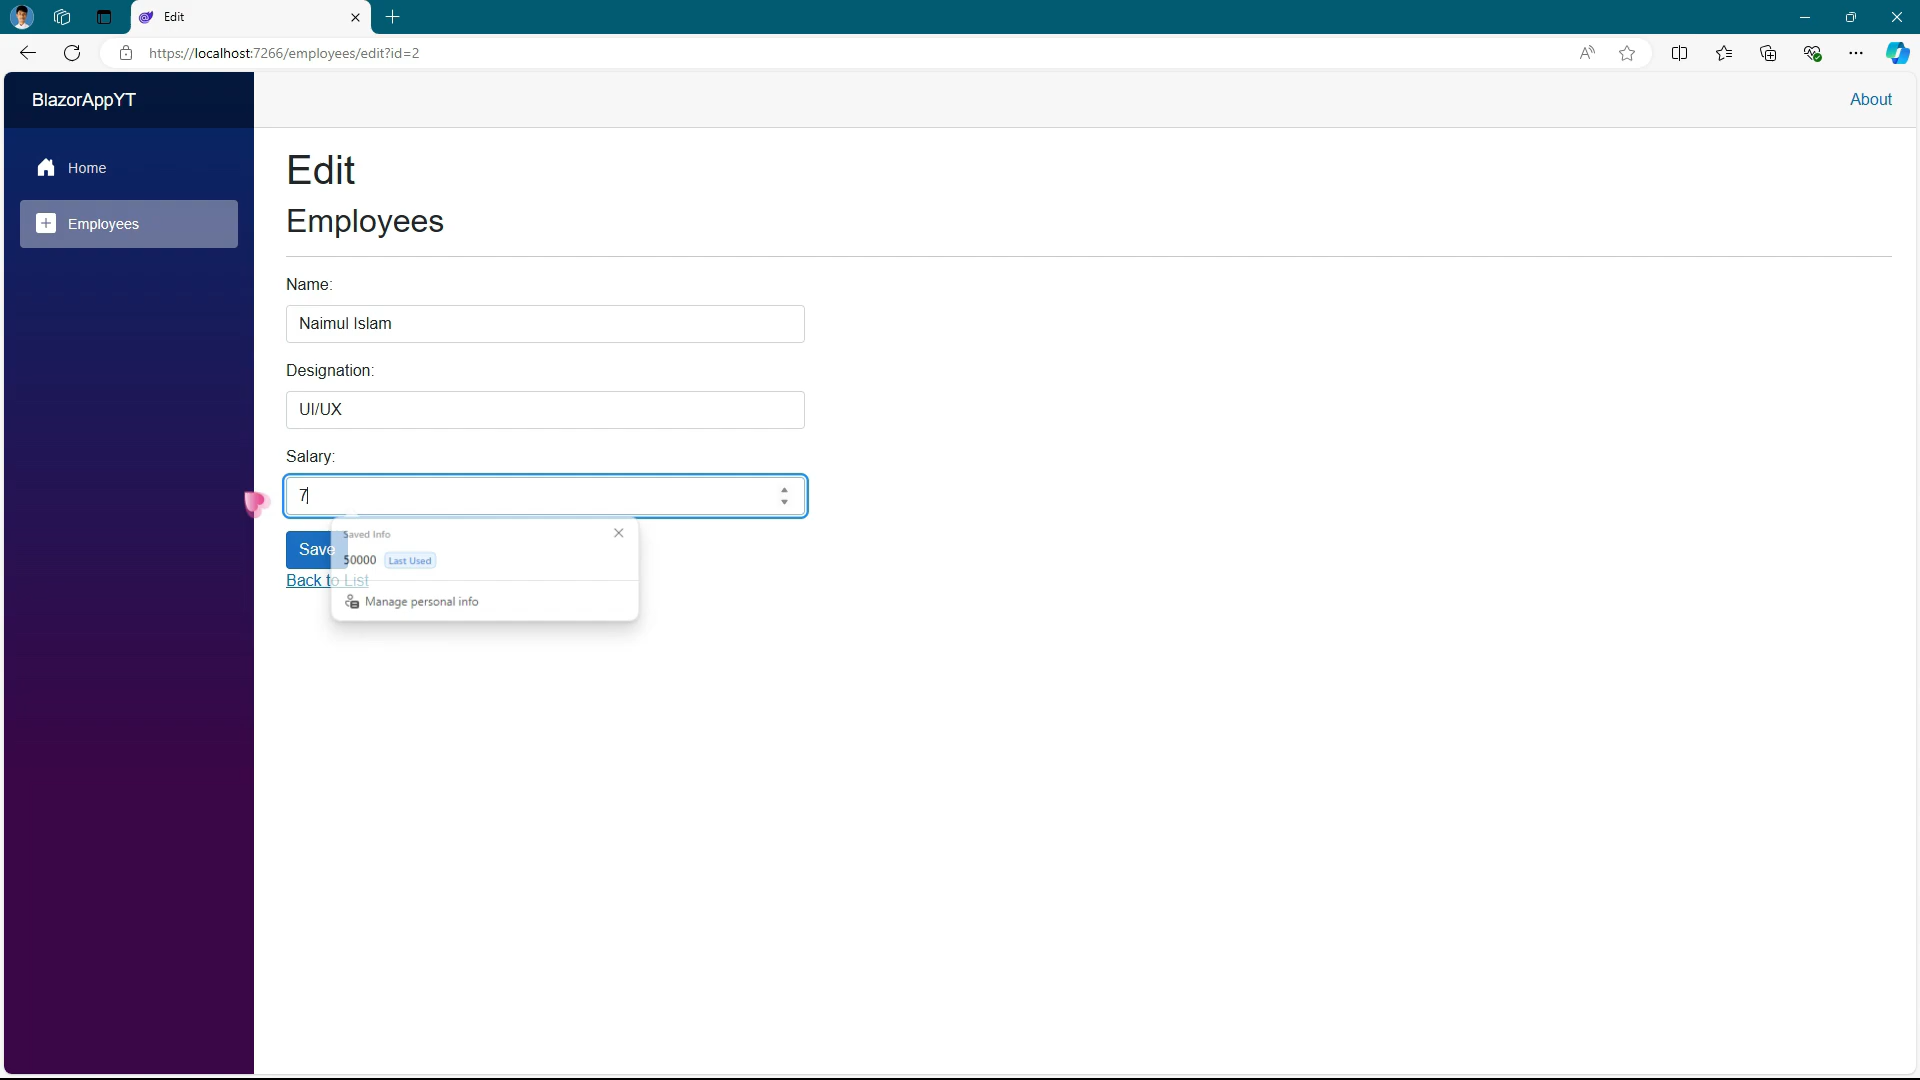 Edit
https://localhost:7266/employees/edit?id=2
BlazorAppYT
About
Home
Employees
Edit
Employees
Name:
Naimul Islam
Designation:
UI/UX
Salary:
7
Saved Info
Save
50000 Last Used
Back to List
Manage personal info